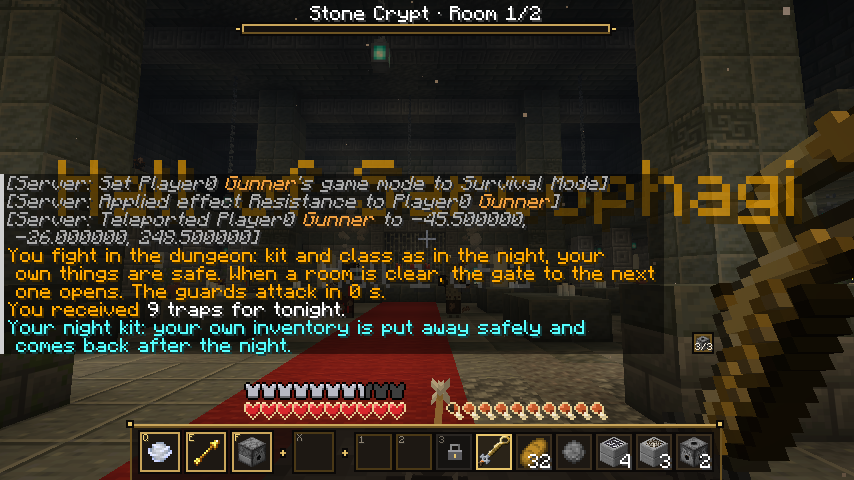 Stone Crypt · Room 1/2
[Server: Set Player0 Gunner's game mode to Survival Mode]
[Server: Applied effect Resistance to Player0 Gunner]
[Server: Teleported Player0 Gunner to -45.500000,
-26.000000, 248.500000]
You fight in the dungeon: kit and class as in the night, your
own things are safe. When a room is clear, the gate to the next
one opens. The guards attack in 0 s.
You received 9 traps for tonight.
Your night kit: your own inventory is put away safely and
comes back after the night.
3/3
Q E F X 1 2 3 32 4 3 2